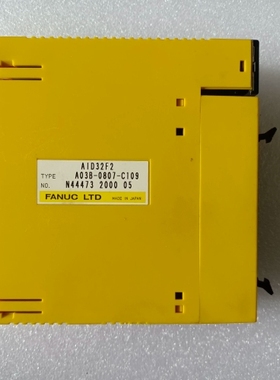 AID32F2
TYPE A03B-0807-C109
NO. N44473 2000 05
FANUC LTD MADE IN JAPAN